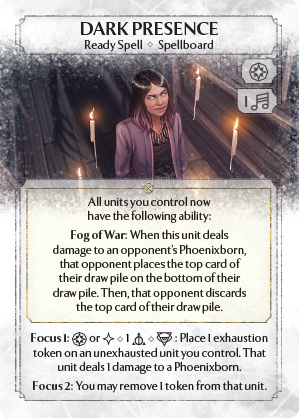 DARK PRESENCE
Ready Spell ◇ Spellboard
1
All units you control now
have the following ability:
Fog of War: When this unit deals
damage to an opponent's Phoenixborn,
that opponent places the top card of
their draw pile on the bottom of their
draw pile. Then, that opponent discards
the top card of their draw pile.
Focus 1: or ◇ 1 ◇ : Place 1 exhaustion
token on an unexhausted unit you control. That
unit deals 1 damage to a Phoenixborn.
Focus 2: You may remove 1 token from that unit.